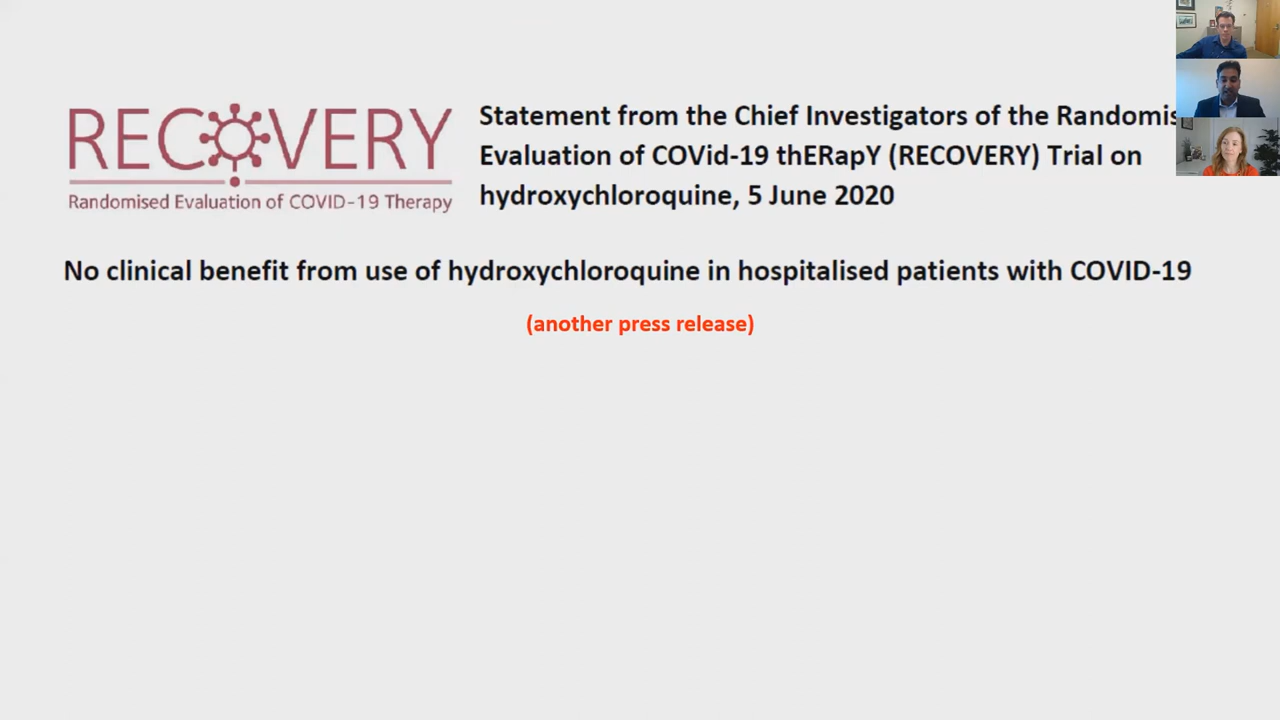 RECOVERY
Randomised Evaluation of COVID-19 Therapy
Statement from the Chief Investigators of the Randomis
Evaluation of COVid-19 thERapY (RECOVERY) Trial on
hydroxychloroquine, 5 June 2020
No clinical benefit from use of hydroxychloroquine in hospitalised patients with COVID-19
(another press release)